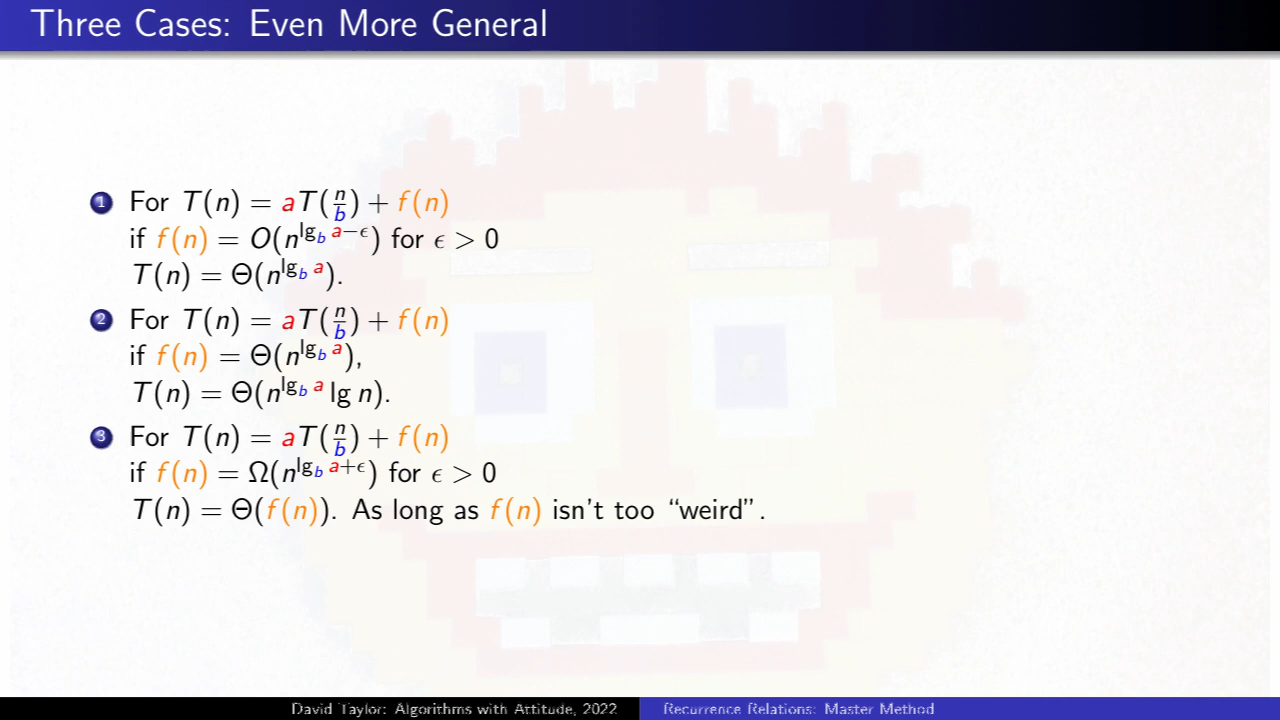 Three Cases: Even More General
1 For T(n) = aT(n/b) + f(n)
if f(n) = O(n^{lg_b a−ϵ}) for ϵ > 0
T(n) = Θ(n^{lg_b a}).
2 For T(n) = aT(n/b) + f(n)
if f(n) = Θ(n^{lg_b a}),
T(n) = Θ(n^{lg_b a} lg n).
3 For T(n) = aT(n/b) + f(n)
if f(n) = Ω(n^{lg_b a+ϵ}) for ϵ > 0
T(n) = Θ(f(n)). As long as f(n) isn't too “weird”.
David Taylor: Algorithms with Attitude, 2022 Recurrence Relations: Master Method